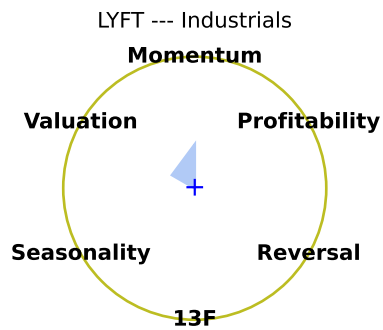 LYFT --- Industrials
Momentum
Valuation
Profitability
Seasonality
Reversal
13F